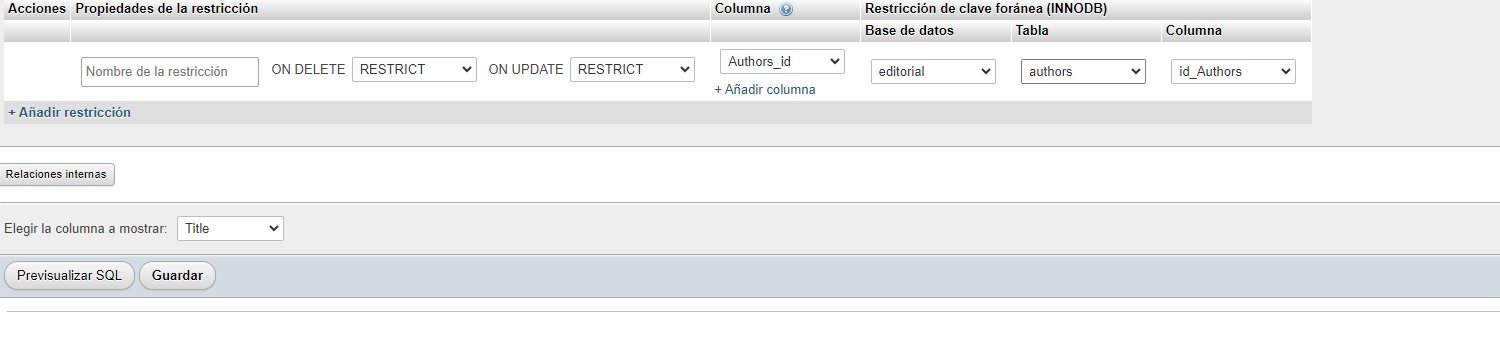 Acciones Propiedades de la restricción Columna Restricción de clave foránea (INNODB)
Base de datos Tabla Columna
Nombre de la restricción ON DELETE RESTRICT ON UPDATE RESTRICT Authors_id editorial authors id_Authors
+ Añadir columna
+ Añadir restricción
Relaciones internas
Elegir la columna a mostrar: Title
Previsualizar SQL Guardar